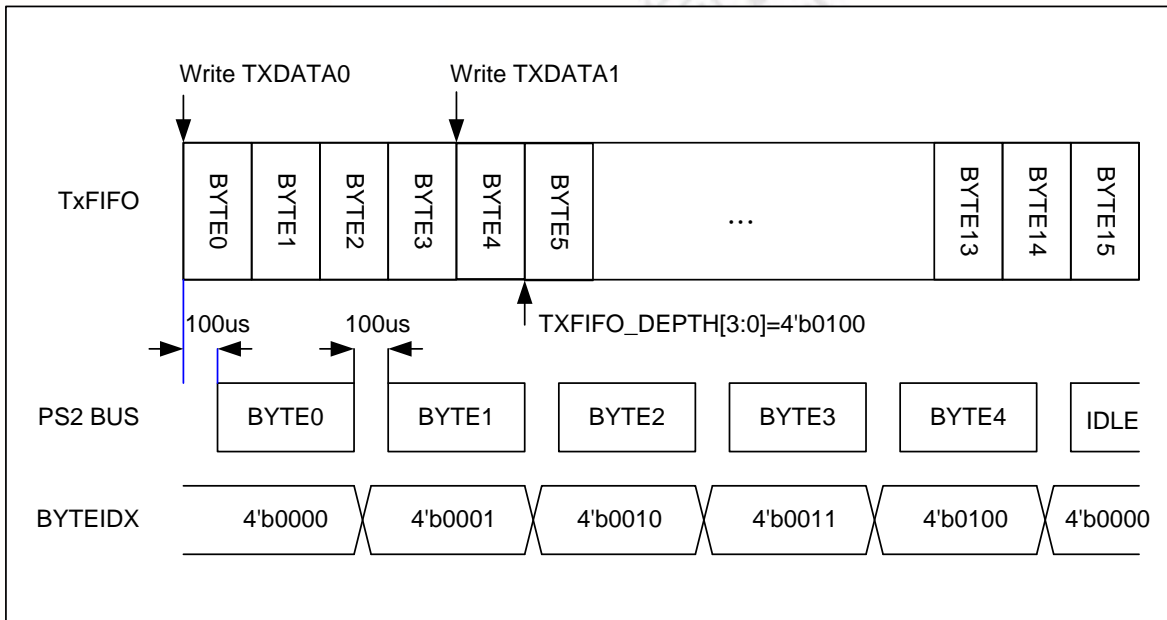 Write TXDATA0 Write TXDATA1
TxFIFO BYTE0 BYTE1 BYTE2 BYTE3 BYTE4 BYTE5 ... BYTE13 BYTE14 BYTE15
100us 100us TXFIFO_DEPTH[3:0]=4'b0100
PS2 BUS BYTE0 BYTE1 BYTE2 BYTE3 BYTE4 IDLE
BYTEIDX 4'b0000 4'b0001 4'b0010 4'b0011 4'b0100 4'b0000